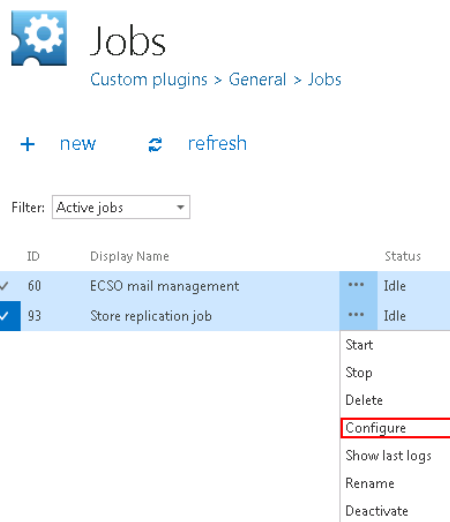 Jobs
Custom plugins > General > Jobs
+ new refresh
Filter: Active jobs
ID Display Name Status
60 ECSO mail management ••• Idle
93 Store replication job ••• Idle
Start
Stop
Delete
Configure
Show last logs
Rename
Deactivate